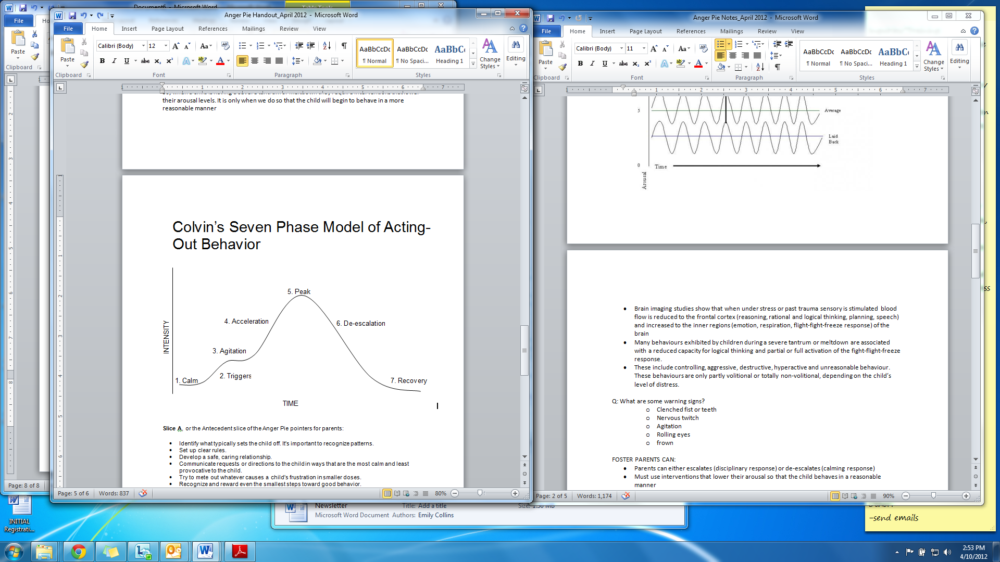 Document6 - Microsoft Word
Table Tools
File
Paste
Clipboard
Page: 8 of 8
Anger Pie Handout_April 2012 - Microsoft Word
File Home Insert Page Layout References Mailings Review View
Calibri (Body) 12
Paste
AaBbCcDc AaBbCcDc AaBbCc
¶ Normal ¶ No Spaci... Heading 1
Change Styles
Editing
Clipboard Font Paragraph Styles
their arousal levels. It is only when we do so that the child will begin to behave in a more
reasonable manner
Colvin's Seven Phase Model of Acting-
Out Behavior
INTENSITY
5. Peak
4. Acceleration
6. De-escalation
3. Agitation
2. Triggers
1. Calm
7. Recovery
TIME
Slice A, or the Antecedent slice of the Anger Pie pointers for parents:
• Identify what typically sets the child off. It's important to recognize patterns.
• Set up clear rules.
• Develop a safe, caring relationship.
• Communicate requests or directions to the child in ways that are the most calm and least
provocative to the child.
• Try to mete out whatever causes a child's frustration in smaller doses.
• Recognize and reward even the smallest steps toward good behavior.
Page: 5 of 6 Words: 837 80%
Anger Pie Notes_April 2012 - Microsoft Word
File Home Insert Page Layout References Mailings Review View
Calibri (Body) 11
Paste
AaBbCcDc AaBbCcDc AaBbCc
¶ Normal ¶ No Spaci... Heading 1
Change Styles
Editing
Clipboard Font Paragraph Styles
5
Average
Laid
Back
0
Time
Arousal
• Brain imaging studies show that when under stress or past trauma sensory is stimulated blood
flow is reduced to the frontal cortex (reasoning, rational and logical thinking, planning, speech)
and increased to the inner regions (emotion, respiration, flight-fight-freeze response) of the
brain
• Many behaviours exhibited by children during a severe tantrum or meltdown are associated
with a reduced capacity for logical thinking and partial or full activation of the fight-flight-freeze
response.
• These include controlling, aggressive, destructive, hyperactive and unreasonable behaviour.
These behaviours are only partly volitional or totally non-volitional, depending on the child's
level of distress.
Q: What are some warning signs?
o Clenched fist or teeth
o Nervous twitch
o Agitation
o Rolling eyes
o frown
FOSTER PARENTS CAN:
• Parents can either escalates (disciplinary response) or de-escalates (calming response)
• Must use interventions that lower their arousal so that the child behaves in a reasonable
manner
Page: 2 of 5 Words: 1,174 90%
Newsletter Title: Add a title Size: 1.50 MB
Microsoft Word Document Authors: Emily Collins
-send emails
INITIAL
Registrati...
2:53 PM
4/10/2012